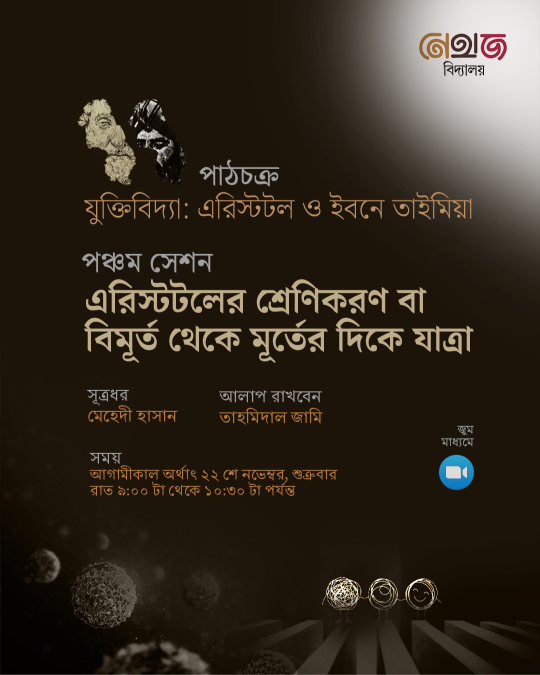 নেহাজ
বিদ্যালয়
পাঠচক্র
যুক্তিবিদ্যা: এরিস্টটল ও ইবনে তাইমিয়া
পঞ্চম সেশন
এরিস্টটলের শ্রেণিকরণ বা
বিমূর্ত থেকে মূর্তের দিকে যাত্রা
সূত্রধর
মেহেদী হাসান
আলাপ রাখবেন
তাহমিদাল জামি
সময়
আগামীকাল অর্থাৎ ২২ শে নভেম্বর, শুক্রবার
রাত ৯:০০ টা থেকে ১০:৩০ টা পর্যন্ত
জুম
মাধ্যমে